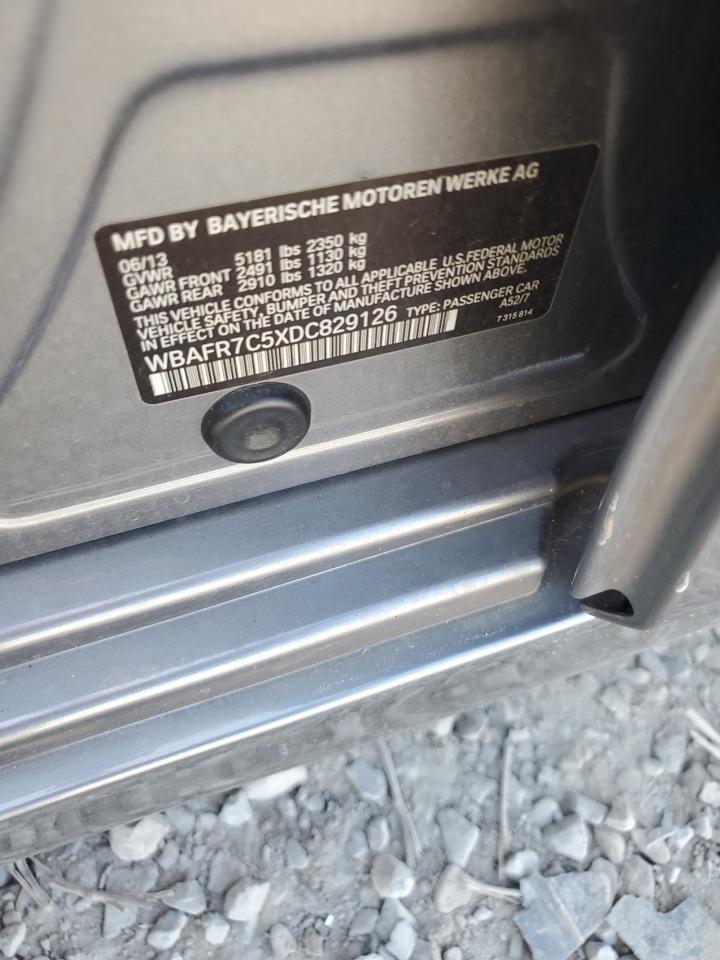 MFD BY BAYERISCHE MOTOREN WERKE AG
06/13
GVWR 5181 lbs 2350 kg
GAWR FRONT 2491 lbs 1130 kg
GAWR REAR 2910 lbs 1320 kg
THIS VEHICLE CONFORMS TO ALL APPLICABLE U.S.FEDERAL MOTOR
VEHICLE SAFETY, BUMPER AND THEFT PREVENTION STANDARDS
IN EFFECT ON THE DATE OF MANUFACTURE SHOWN ABOVE.
WBAFR7C5XDC829126 TYPE: PASSENGER CAR
A52/7
7 315 814